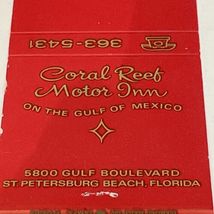 363-5431
Coral Reef
Motor Inn
ON THE GULF OF MEXICO
5800 GULF BOULEVARD
ST. PETERSBURG BEACH, FLORIDA